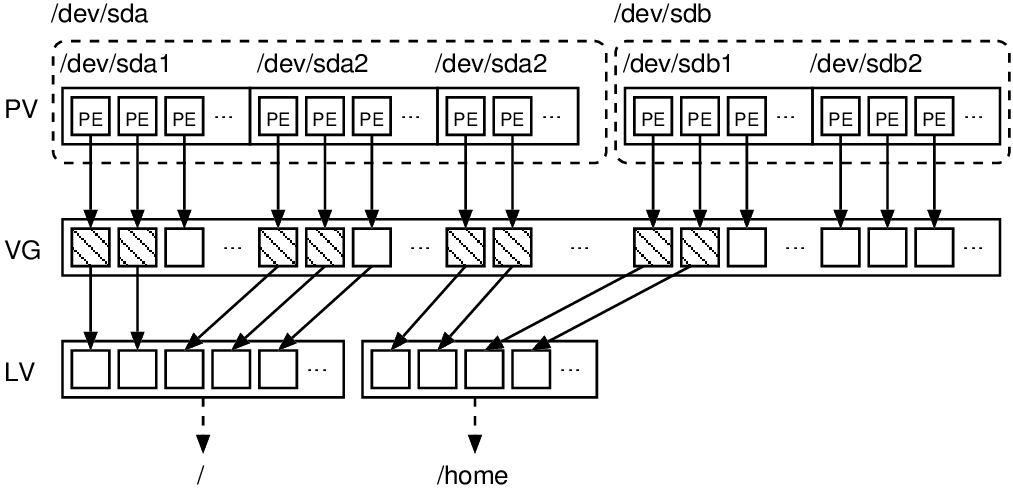 /dev/sda /dev/sdb
/dev/sda1 /dev/sda2 /dev/sda2 /dev/sdb1 /dev/sdb2
PV PE PE PE ... PE PE PE ... PE PE ... PE PE PE ... PE PE PE ...
VG ... ... ... ... ...
LV ... ...
/ /home